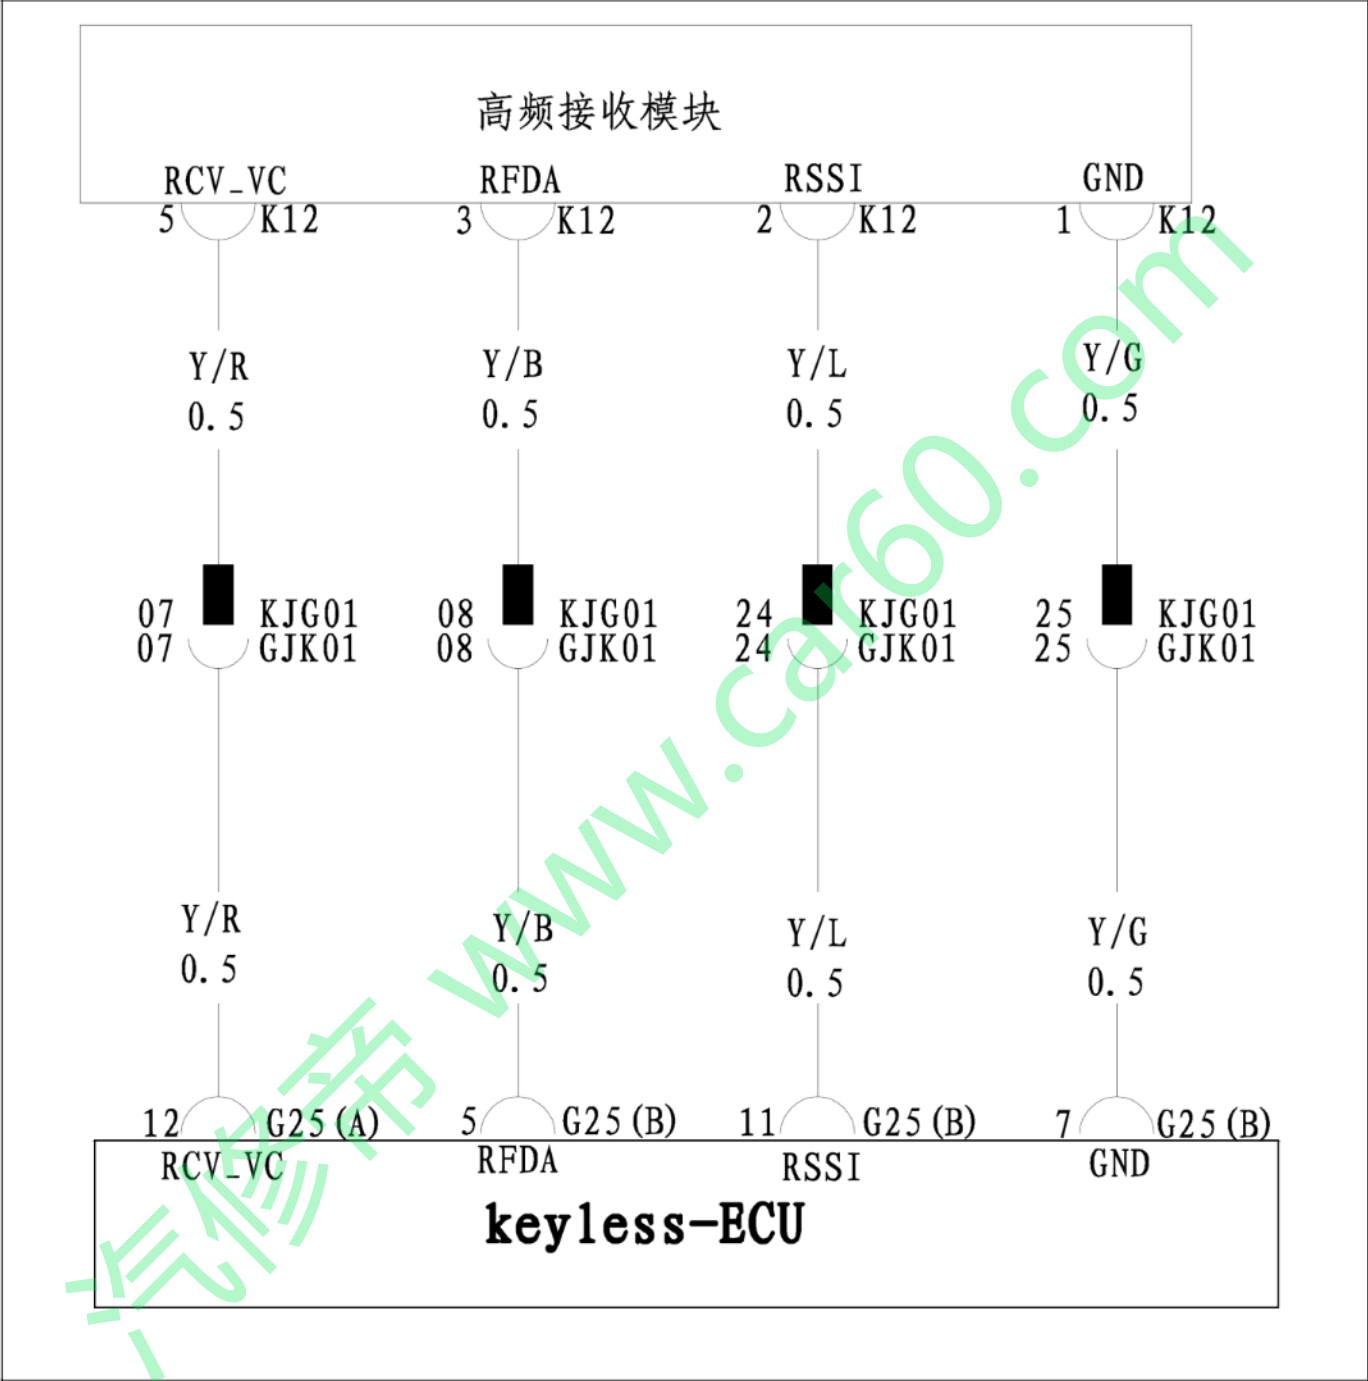 高频接收模块
RCV_VC RFDA RSSI GND
5 K12 3 K12 2 K12 1 K12
Y/R Y/B Y/L Y/G
0.5 0.5 0.5 0.5
07 KJG01 08 KJG01 24 KJG01 25 KJG01
07 GJK01 08 GJK01 24 GJK01 25 GJK01
Y/R Y/B Y/L Y/G
0.5 0.5 0.5 0.5
12 G25(A) 5 G25(B) 11 G25(B) 7 G25(B)
RCV_VC RFDA RSSI GND
keyless-ECU
汽修帝 www.car60.com